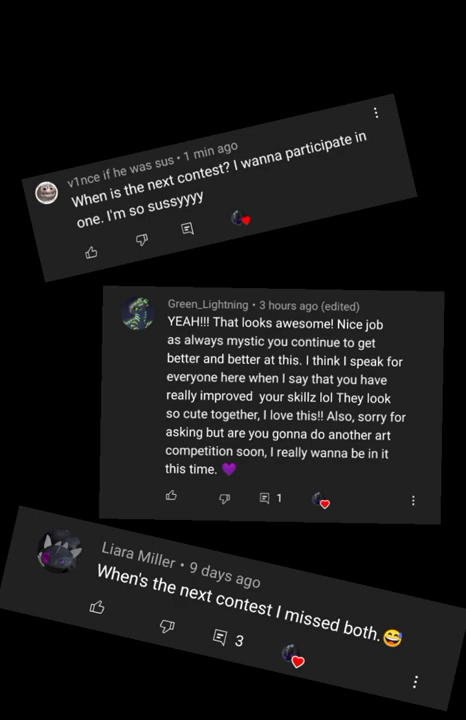 v1nce if he was sus • 1 min ago
When is the next contest? I wanna participate in
one. I'm so sussyyyy
Green_Lightning • 3 hours ago (edited)
YEAH!!! That looks awesome! Nice job
as always mystic you continue to get
better and better at this. I think I speak for
everyone here when I say that you have
really improved your skillz lol They look
so cute together, I love this!! Also, sorry for
asking but are you gonna do another art
competition soon, I really wanna be in it
this time. 💜
1
Liara Miller • 9 days ago
When's the next contest I missed both.😅
3